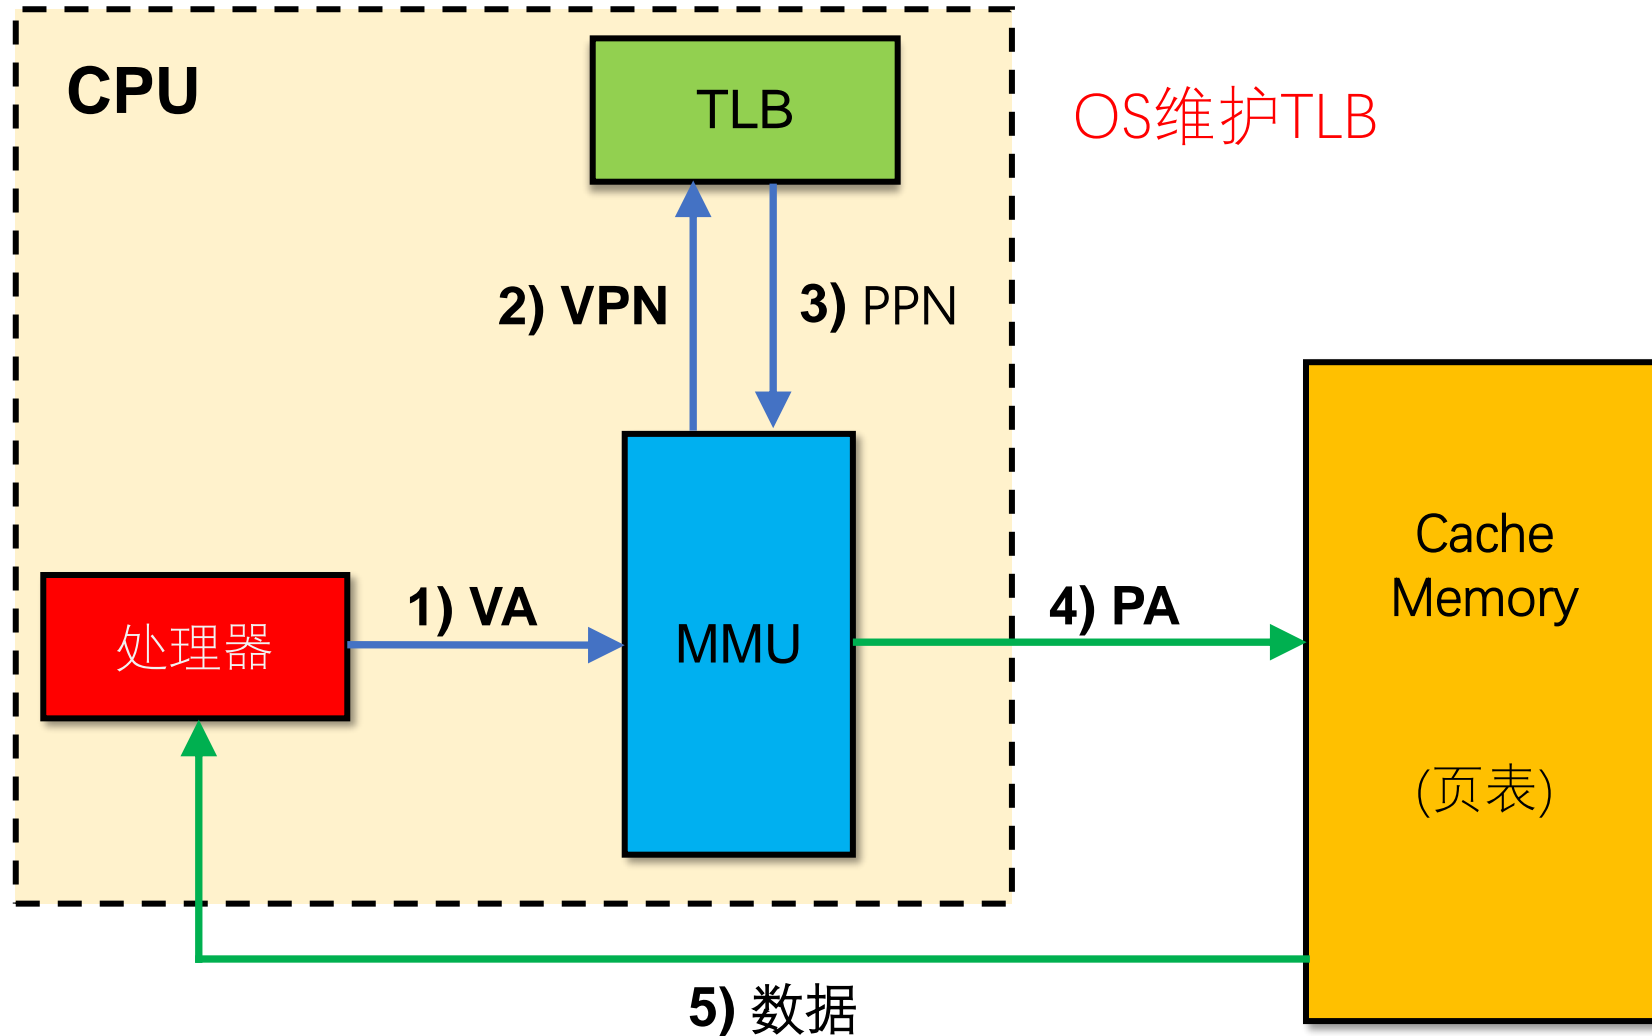 CPU
TLB
OS维护TLB
2) VPN
3) PPN
处理器
1) VA
MMU
4) PA
Cache
Memory
(页表)
5) 数据